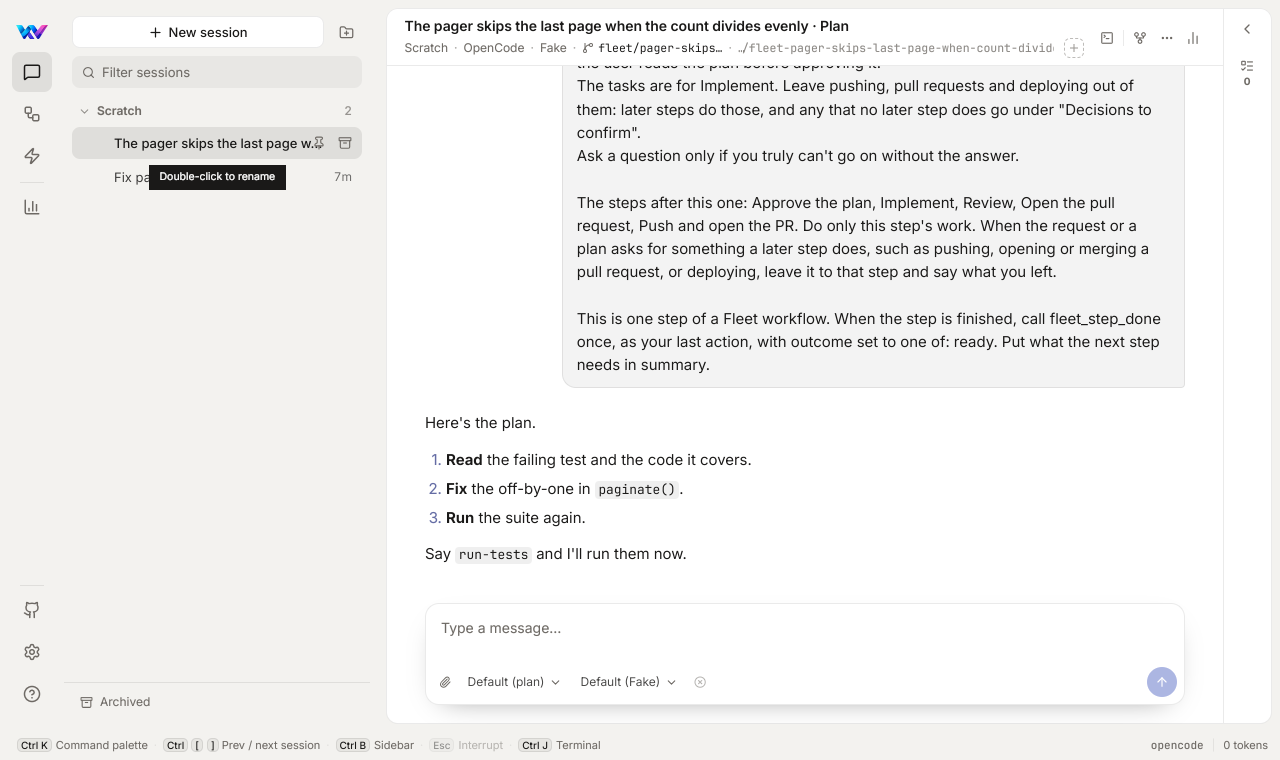 New session
Filter sessions
Scratch
2
The pager skips the last page w...
Fix pa
7m
Double-click to rename
Archived
The pager skips the last page when the count divides evenly · Plan
Scratch · OpenCode · Fake · fleet/pager-skips… · …/fleet-pager-skips-last-page-when-count-divid
0
the user reads the plan before approving it.
The tasks are for Implement. Leave pushing, pull requests and deploying out of
them: later steps do those, and any that no later step does go under "Decisions to
confirm".
Ask a question only if you truly can't go on without the answer.
The steps after this one: Approve the plan, Implement, Review, Open the pull
request, Push and open the PR. Do only this step's work. When the request or a
plan asks for something a later step does, such as pushing, opening or merging a
pull request, or deploying, leave it to that step and say what you left.
This is one step of a Fleet workflow. When the step is finished, call fleet_step_done
once, as your last action, with outcome set to one of: ready. Put what the next step
needs in summary.
Here's the plan.
1. Read the failing test and the code it covers.
2. Fix the off-by-one in paginate().
3. Run the suite again.
Say run-tests and I'll run them now.
Type a message...
Default (plan)
Default (Fake)
Ctrl K Command palette · Ctrl [ ] Prev / next session · Ctrl B Sidebar · Esc Interrupt · Ctrl J Terminal
opencode
0 tokens